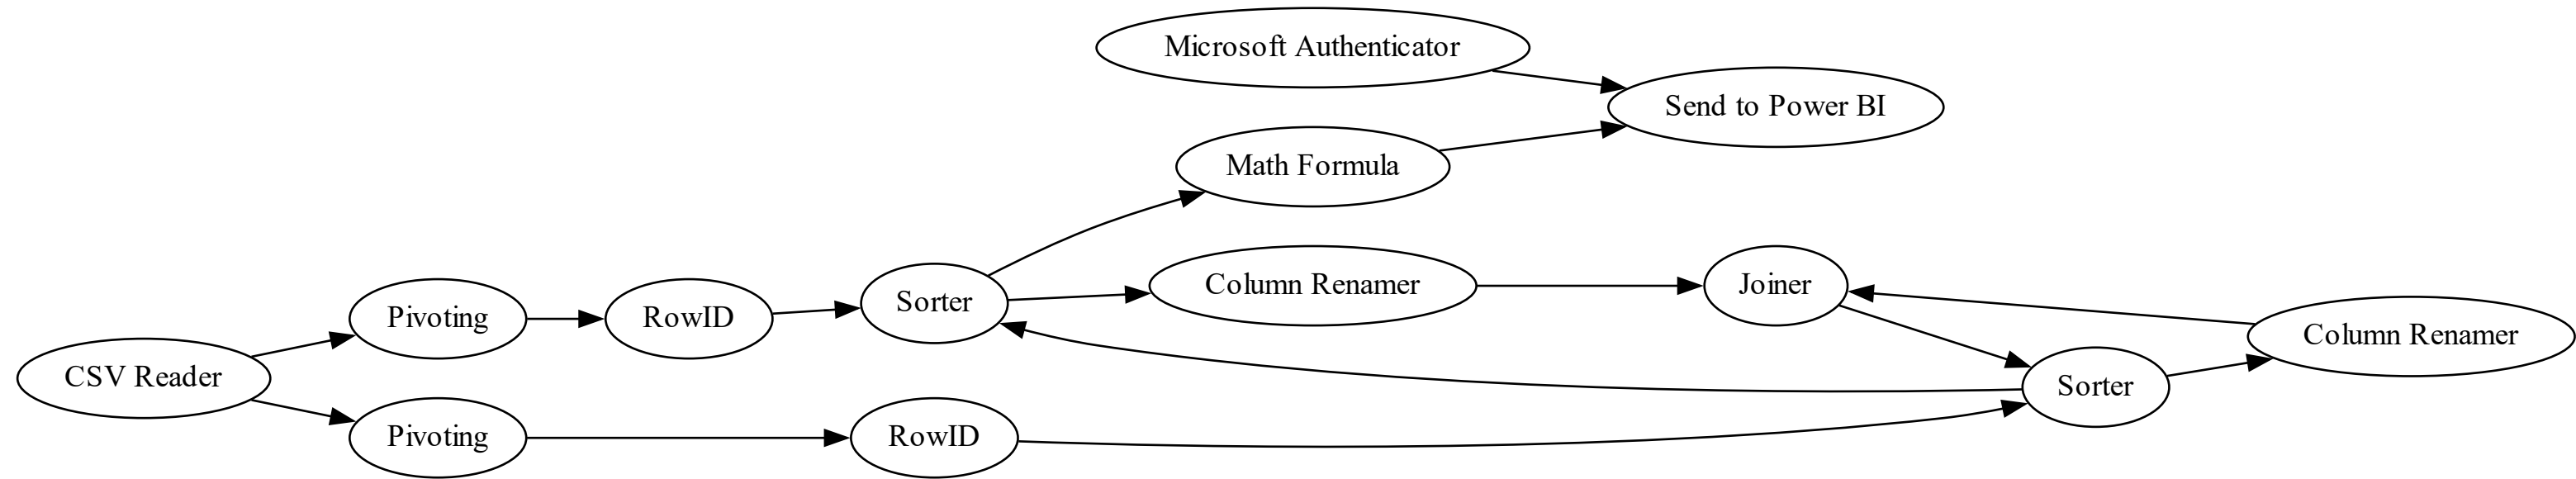 Microsoft Authenticator
Send to Power BI
Math Formula
Column Renamer
Joiner
Sorter
Pivoting
RowID
Column Renamer
CSV Reader
Sorter
Pivoting
RowID